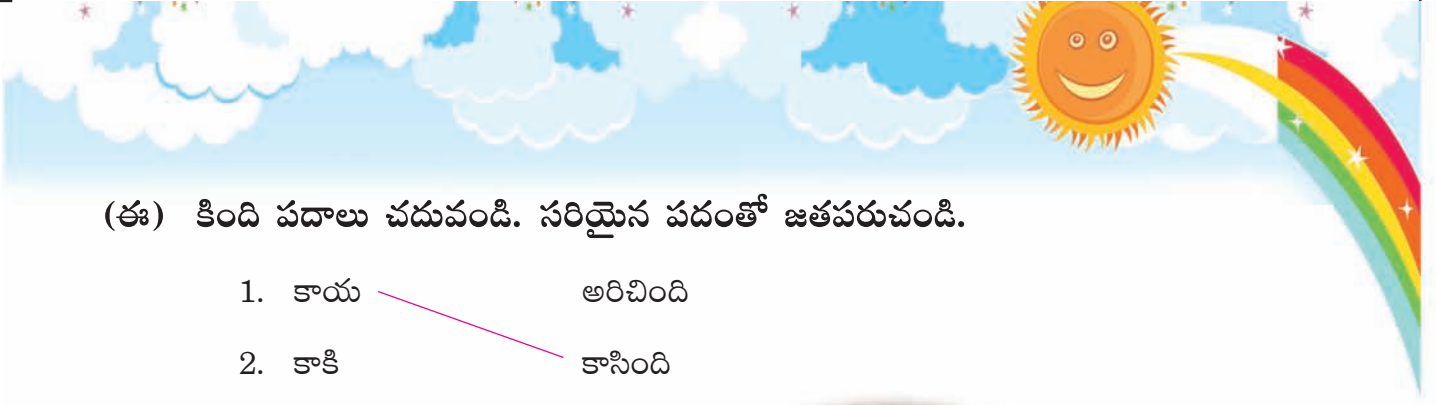 (ఈ) కింది పదాలు చదువండి. సరియైన పదంతో జతపరుచండి.
1. కాయ అరిచింది
2. కాకి కాసింది